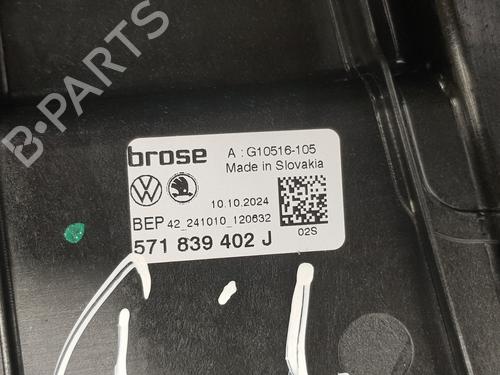 B-PARTS
brose
A : G10516-105
Made in Slovakia
10.10.2024
BEP 42_241010_120632
02S
571 839 402 J